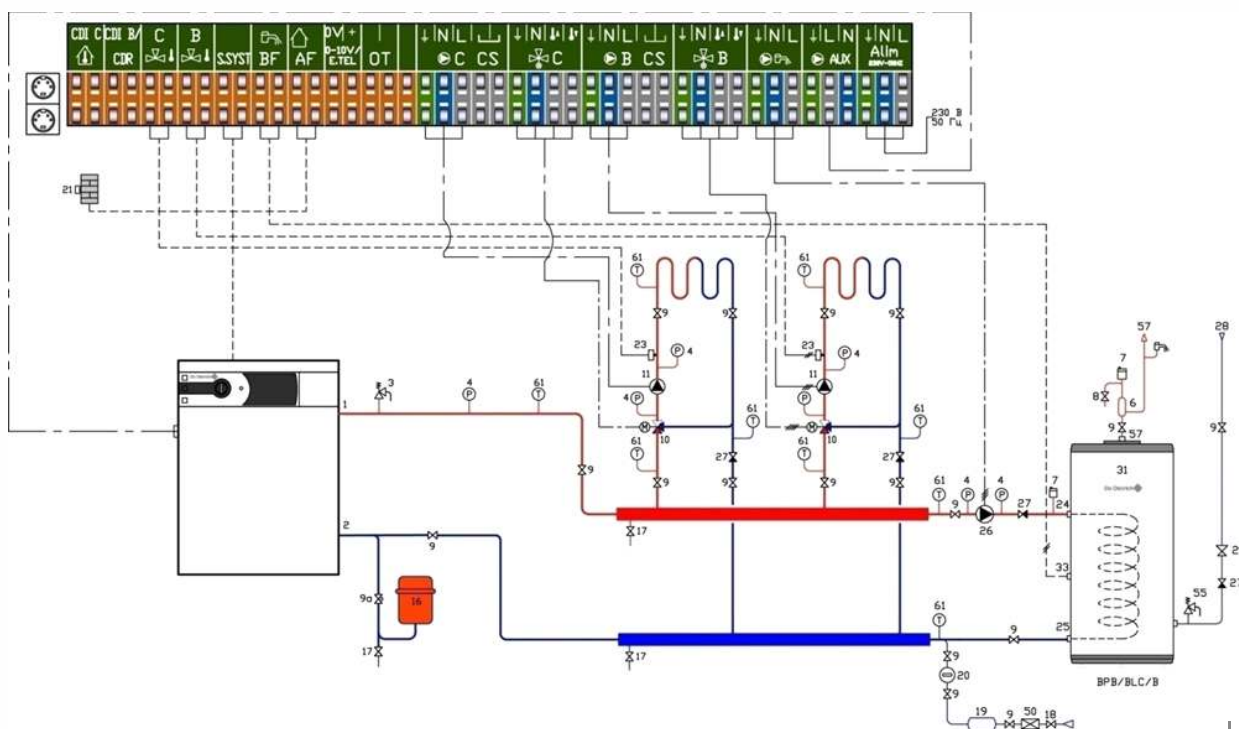 CDI C CDI B/ C B 0V +  N L  N  N L  N  N L  L N  N L
CDR S.SYST BF AF 0-10V/ OT C CS C B CS B AUX Alim
E.TEL 230V-50Hz
230 В
50 Гц
21
61 61
9 9 9 9
23 4 23 4 57 28
11 11 7
4 4 8 6
3 4 61 61 61 9 9
1 10 10 57
61 27 61 27 31
De Dietrich
9 9 9 9 9
61 4 4 7
9 27 24
17 26
2 9 33
9a 16 55
61 9 25
17 17
9 20 BPB/BLC/B
9
19 9 50 18